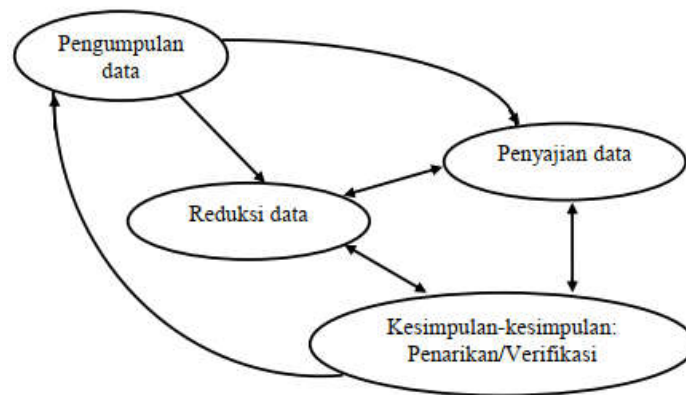 Pengumpulan
data
Penyajian data
Reduksi data
Kesimpulan-kesimpulan:
Penarikan/Verifikasi